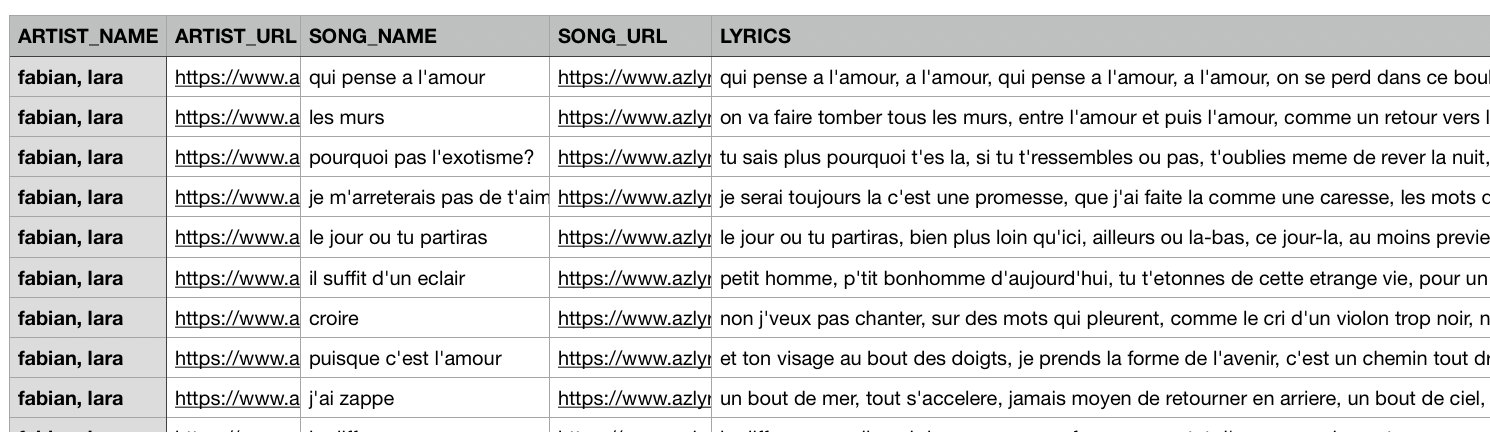 ARTIST_NAME ARTIST_URL SONG_NAME SONG_URL LYRICS
fabian, lara https://www.a qui pense a l'amour https://www.azlyr qui pense a l'amour, a l'amour, qui pense a l'amour, a l'amour, on se perd dans ce boul
fabian, lara https://www.a les murs https://www.azlyr on va faire tomber tous les murs, entre l'amour et puis l'amour, comme un retour vers l
fabian, lara https://www.a pourquoi pas l'exotisme? https://www.azlyr tu sais plus pourquoi t'es la, si tu t'ressembles ou pas, t'oublies meme de rever la nuit,
fabian, lara https://www.a je m'arreterais pas de t'aim https://www.azlyr je serai toujours la c'est une promesse, que j'ai faite la comme une caresse, les mots
fabian, lara https://www.a le jour ou tu partiras https://www.azlyr le jour ou tu partiras, bien plus loin qu'ici, ailleurs ou la-bas, ce jour-la, au moins previe
fabian, lara https://www.a il suffit d'un eclair https://www.azlyr petit homme, p'tit bonhomme d'aujourd'hui, tu t'etonnes de cette etrange vie, pour un
fabian, lara https://www.a croire https://www.azlyr non j'veux pas chanter, sur des mots qui pleurent, comme le cri d'un violon trop noir, n
fabian, lara https://www.a puisque c'est l'amour https://www.azlyr et ton visage au bout des doigts, je prends la forme de l'avenir, c'est un chemin tout dr
fabian, lara https://www.a j'ai zappe https://www.azlyr un bout de mer, tout s'accelere, jamais moyen de retourner en arriere, un bout de ciel,